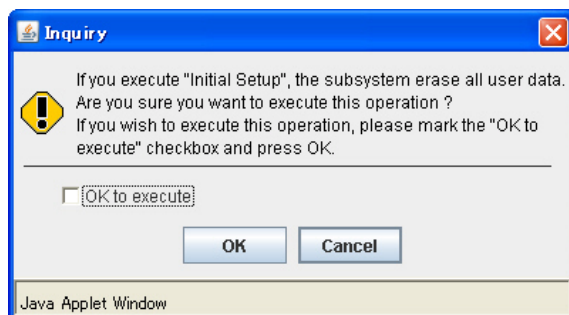 Inquiry
If you execute "Initial Setup", the subsystem erase all user data.
Are you sure you want to execute this operation ?
If you wish to execute this operation, please mark the "OK to
execute" checkbox and press OK.
OK to execute
OK Cancel
Java Applet Window